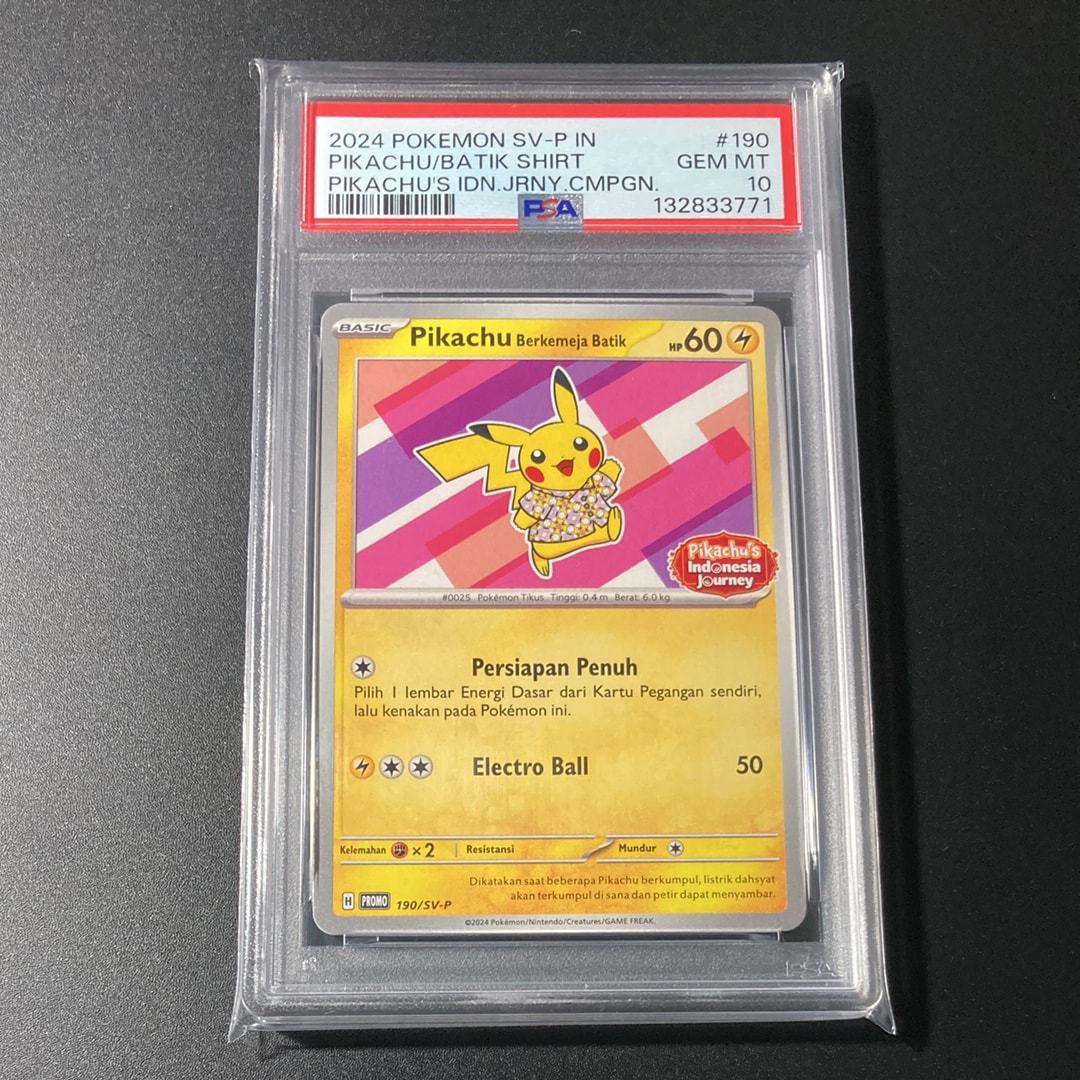 2024 POKEMON SV-P IN #190
PIKACHU/BATIK SHIRT GEM MT
PIKACHU'S IDN.JRNY.CMPGN. 10
PSA 132833771
BASIC Pikachu Berkemeja Batik HP 60
Pikachu's
Indonesia
Journey
#0025 Pokémon Tikus Tinggi: 0.4 m Berat: 6.0 kg
Persiapan Penuh
Pilih 1 lembar Energi Dasar dari Kartu Pegangan sendiri,
lalu kenakan pada Pokémon ini.
Electro Ball 50
Kelemahan ×2 Resistansi Mundur
Dikatakan saat beberapa Pikachu berkumpul, listrik dahsyat
akan terkumpul di sana dan petir dapat menyambar.
H PROMO 190/SV-P
©2024 Pokémon/Nintendo/Creatures/GAME FREAK.
PSA